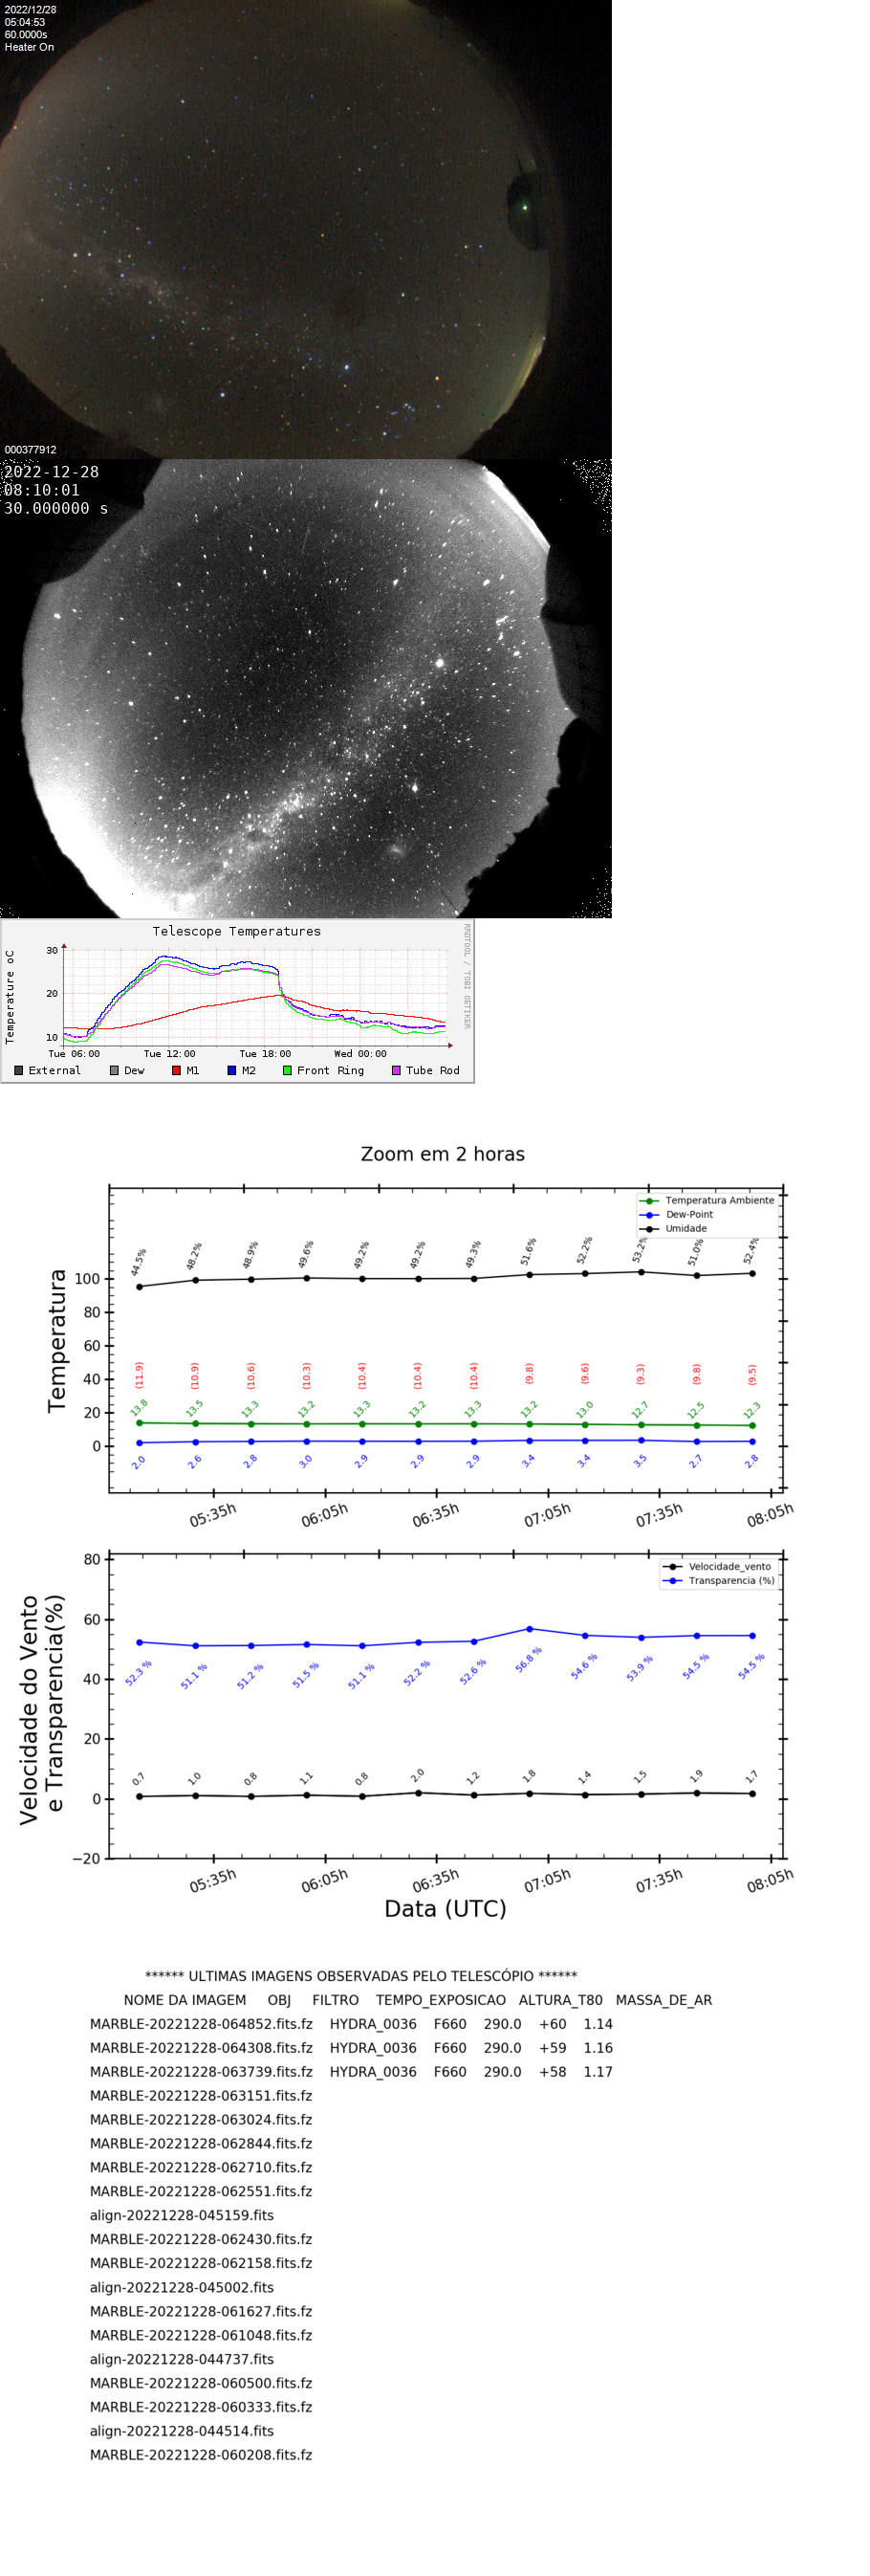 2022/12/28
05:04:53
60.0000s
Heater On
000377912
2022-12-28
08:10:01
30.000000 s
Telescope Temperatures
RRDTOOL / TOBI OETIKER
Temperature oC
30
20
10
Tue 06:00 Tue 12:00 Tue 18:00 Wed 00:00
External Dew M1 M2 Front Ring Tube Rod
Zoom em 2 horas
Temperatura Ambiente
Dew-Point
Umidade
Temperatura
100
80
60
40
20
0
44.5% 48.2% 48.9% 49.6% 49.2% 49.2% 49.3% 51.6% 52.2% 53.2% 51.0% 52.4%
(11.9) (10.9) (10.6) (10.3) (10.4) (10.4) (10.4) (9.8) (9.6) (9.3) (9.8) (9.5)
13.8 13.5 13.3 13.2 13.3 13.2 13.3 13.2 13.0 12.7 12.5 12.3
2.0 2.6 2.8 3.0 2.9 2.9 2.9 3.4 3.4 3.5 2.7 2.8
05:35h 06:05h 06:35h 07:05h 07:35h 08:05h
Velocidade_vento
Transparencia (%)
Velocidade do Vento
e Transparencia(%)
80
60
40
20
0
−20
52.3 % 51.1 % 51.2 % 51.5 % 51.1 % 52.2 % 52.6 % 56.8 % 54.6 % 53.9 % 54.5 % 54.5 %
0.7 1.0 0.8 1.1 0.8 2.0 1.2 1.8 1.4 1.5 1.9 1.7
05:35h 06:05h 06:35h 07:05h 07:35h 08:05h
Data (UTC)
****** ULTIMAS IMAGENS OBSERVADAS PELO TELESCÓPIO ******
NOME DA IMAGEM OBJ FILTRO TEMPO_EXPOSICAO ALTURA_T80 MASSA_DE_AR
MARBLE-20221228-064852.fits.fz HYDRA_0036 F660 290.0 +60 1.14
MARBLE-20221228-064308.fits.fz HYDRA_0036 F660 290.0 +59 1.16
MARBLE-20221228-063739.fits.fz HYDRA_0036 F660 290.0 +58 1.17
MARBLE-20221228-063151.fits.fz
MARBLE-20221228-063024.fits.fz
MARBLE-20221228-062844.fits.fz
MARBLE-20221228-062710.fits.fz
MARBLE-20221228-062551.fits.fz
align-20221228-045159.fits
MARBLE-20221228-062430.fits.fz
MARBLE-20221228-062158.fits.fz
align-20221228-045002.fits
MARBLE-20221228-061627.fits.fz
MARBLE-20221228-061048.fits.fz
align-20221228-044737.fits
MARBLE-20221228-060500.fits.fz
MARBLE-20221228-060333.fits.fz
align-20221228-044514.fits
MARBLE-20221228-060208.fits.fz